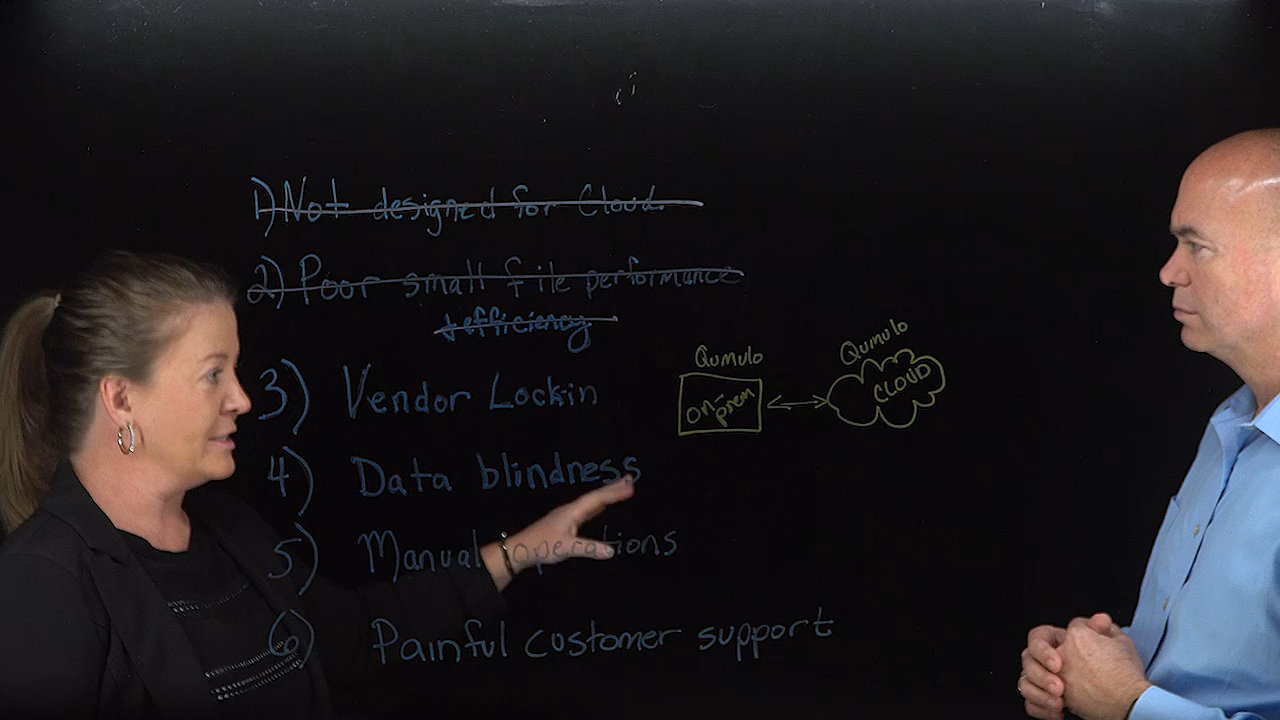 1) Not designed for Cloud.
2) Poor small file performance
+ efficiency
3) Vendor Lockin
Qumulo
on-prem
Qumulo
CLOUD
4) Data blindness
5) Manual operations
6) Painful customer support